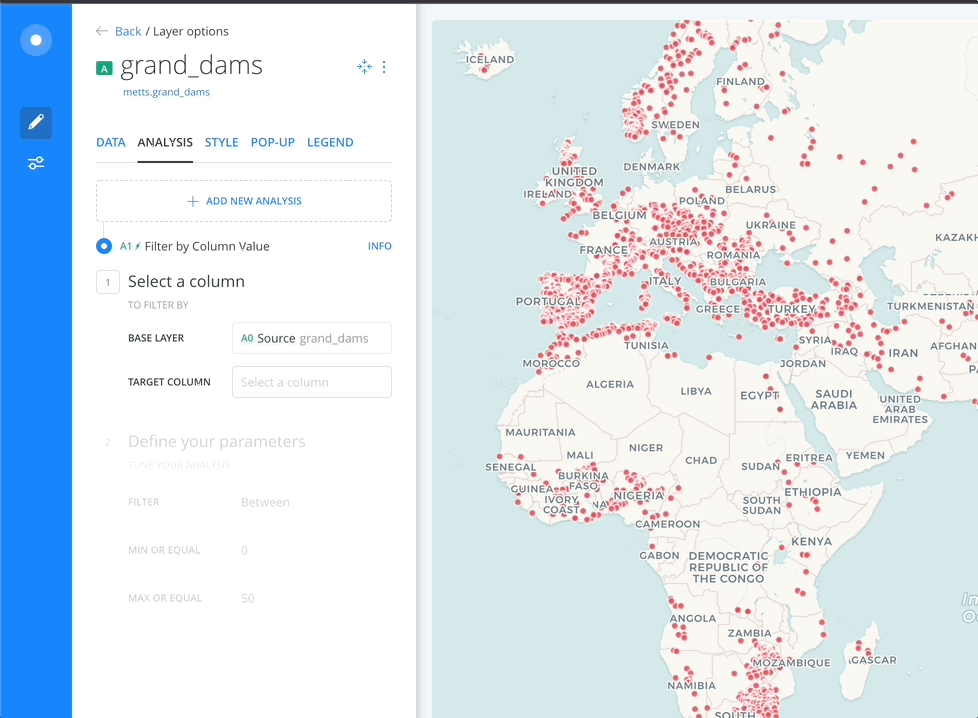 Back / Layer options
A grand_dams
metts.grand_dams
DATA ANALYSIS STYLE POP-UP LEGEND
ADD NEW ANALYSIS
A1 Filter by Column Value INFO
1 Select a column
TO FILTER BY
BASE LAYER A0 Source grand_dams
TARGET COLUMN Select a column
2 Define your parameters
TUNE YOUR ANALYSIS
FILTER Between
MIN OR EQUAL 0
MAX OR EQUAL 50
ICELAND
FINLAND
SWEDEN
DENMARK
UNITED
KINGDOM
IRELAND
BELARUS
POLAND
BELGIUM
UKRAINE
AUSTRIA
FRANCE
ROMANIA
KAZAKH
ITALY
BULGARIA
PORTUGAL
GREECE
TURKEY
TURKMENISTAN
TUNISIA
SYRIA
IRAQ
IRAN
AFGHAN
MOROCCO
JORDAN
ALGERIA
LIBYA
EGYPT
SAUDI
ARABIA
UNITED
ARAB
EMIRATES
MAURITANIA
NIGER
MALI
CHAD
SUDAN
ERITREA
YEMEN
SENEGAL
BURKINA
FASO
GUINEA
IVORY
COAST
NIGERIA
SOUTH
SUDAN
ETHIOPIA
CAMEROON
KENYA
GABON
DEMOCRATIC
REPUBLIC OF
THE CONGO
In
Oc
ANGOLA
ZAMBIA
MOZAMBIQUE
AGASCAR
NAMIBIA
SOUTH